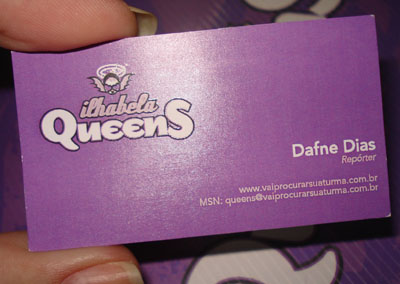 ilhabela
QueenS
Dafne Dias
Repórter
www.vaiprocurarsuaturma.com.br
MSN: queens@vaiprocurarsuaturma.com.br